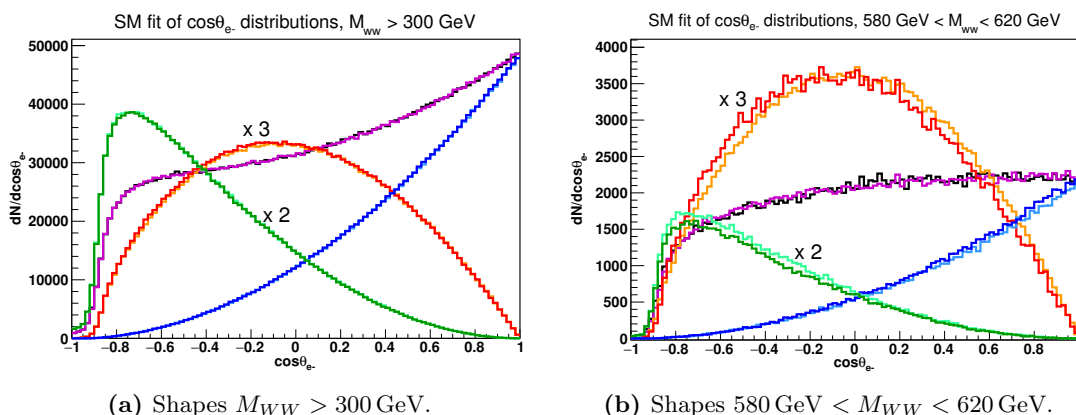 SM fit of cosθe- distributions, Mww > 300 GeV
dN/dcosθe-
50000
40000
30000
20000
10000
0
x 3
x 2
−1 −0.8 −0.6 −0.4 −0.2 0 0.2 0.4 0.6 0.8 1
cosθe-
(a) Shapes MWW > 300 GeV.
SM fit of cosθe- distributions, 580 GeV < Mww < 620 GeV
dN/dcosθe-
4000
3500
3000
2500
2000
1500
1000
500
0
x 3
x 2
−1 −0.8 −0.6 −0.4 −0.2 0 0.2 0.4 0.6 0.8 1
cosθe-
(b) Shapes 580 GeV < MWW < 620 GeV.